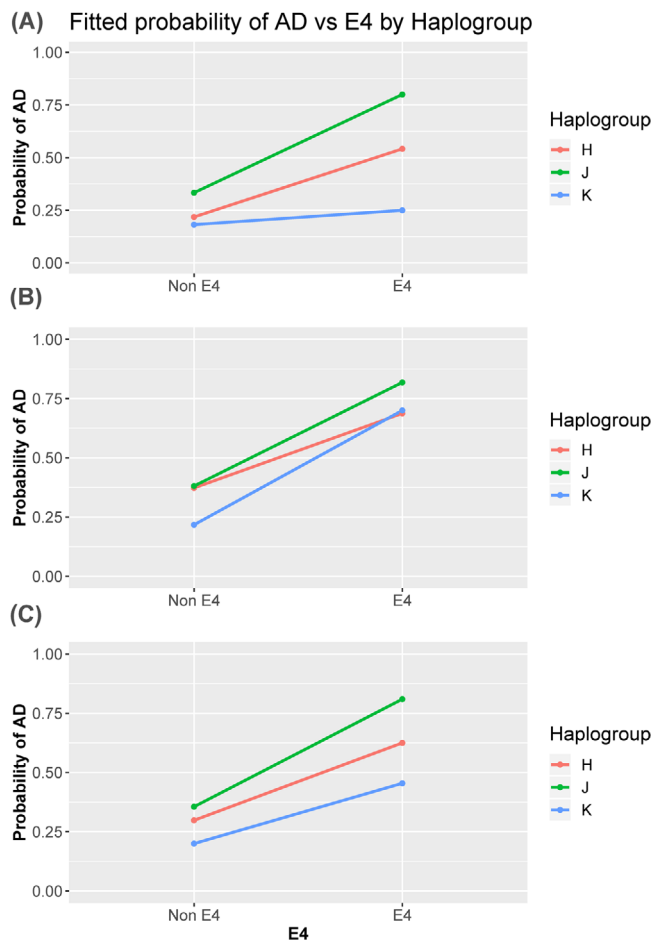 (A) Fitted probability of AD vs E4 by Haplogroup
1.00
0.75
0.50
0.25
0.00
Probability of AD
Non E4 E4
Haplogroup
H
J
K
(B)
1.00
0.75
0.50
0.25
0.00
Probability of AD
Non E4 E4
Haplogroup
H
J
K
(C)
1.00
0.75
0.50
0.25
0.00
Probability of AD
Non E4 E4
E4
Haplogroup
H
J
K